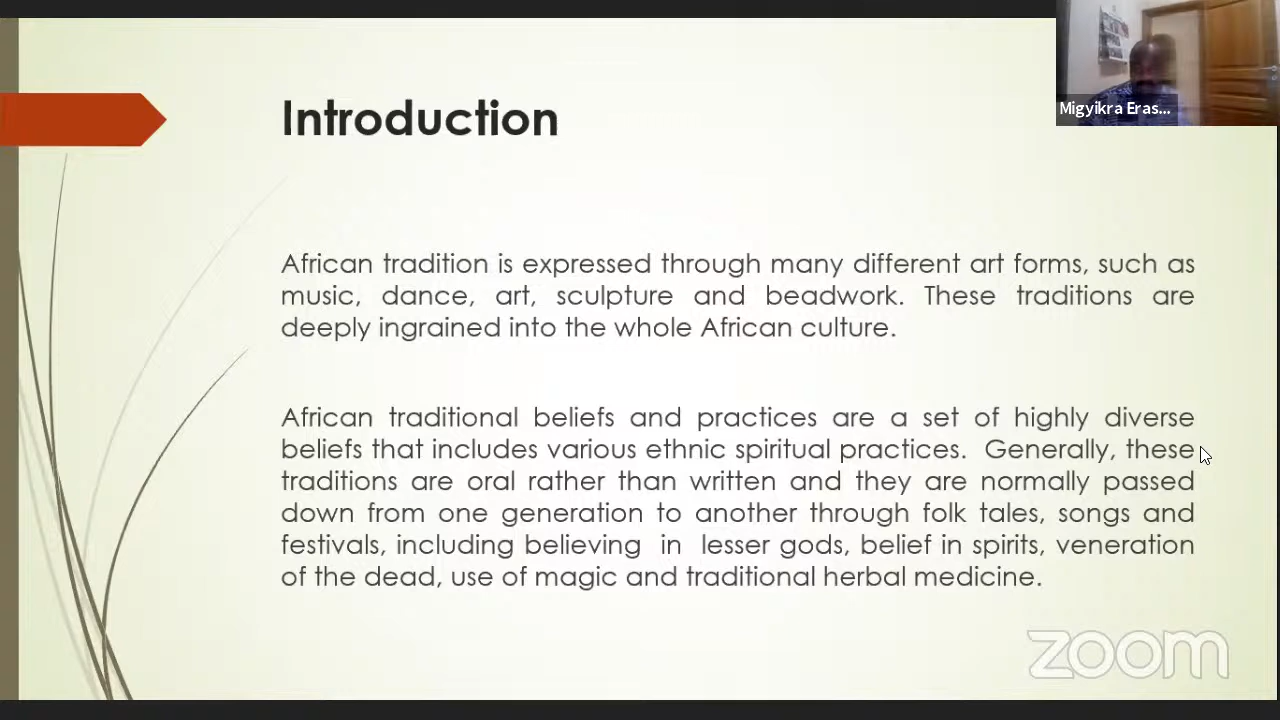 Introduction
Migyikra Eras...
African tradition is expressed through many different art forms, such as
music, dance, art, sculpture and beadwork. These traditions are
deeply ingrained into the whole African culture.
African traditional beliefs and practices are a set of highly diverse
beliefs that includes various ethnic spiritual practices. Generally, these
traditions are oral rather than written and they are normally passed
down from one generation to another through folk tales, songs and
festivals, including believing in lesser gods, belief in spirits, veneration
of the dead, use of magic and traditional herbal medicine.
zoom